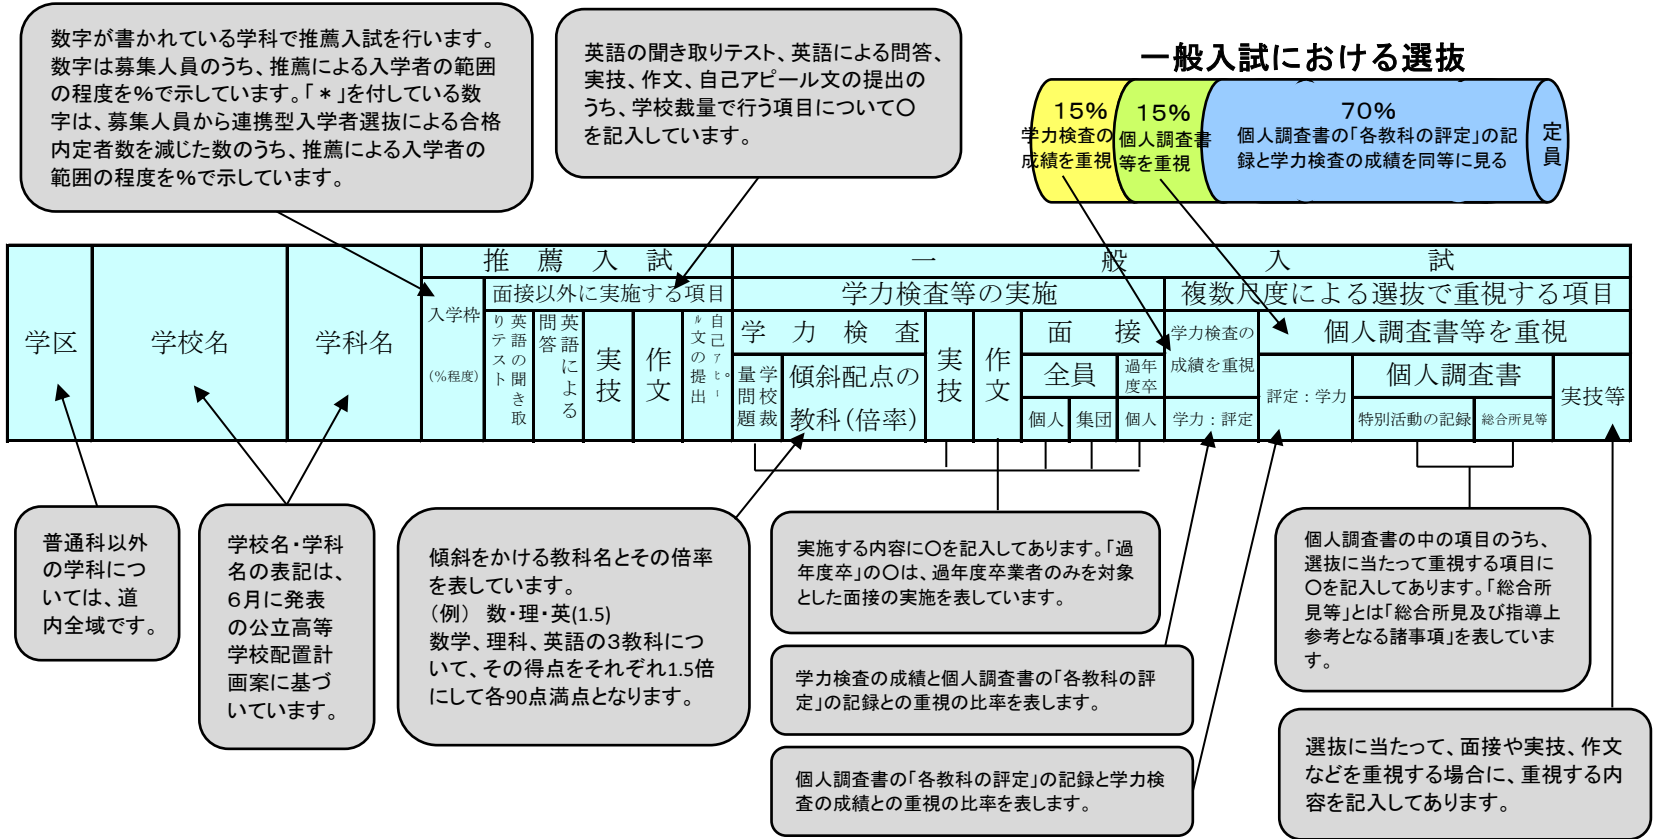 数字が書かれている学科で推薦入試を行います。
数字は募集人員のうち、推薦による入学者の範囲
の程度を%で示しています。「*」を付している数
字は、募集人員から連携型入学者選抜による合格
内定者数を減じた数のうち、推薦による入学者の
範囲の程度を%で示しています。
英語の聞き取りテスト、英語による問答、
実技、作文、自己アピール文の提出の
うち、学校裁量で行う項目について〇
を記入しています。
一般入試における選抜
15%
学力検査の
成績を重視
15%
個人調査書
等を重視
70%
個人調査書の「各教科の評定」の記
録と学力検査の成績を同等に見る
定員
学区
学校名
学科名
推薦入試
入学枠
(%程度)
面接以外に実施する項目
英語の聞き取
りテスト
英語による
問答
実技
作文
自己アピー
ル文の提出
一般入試
学力検査等の実施
学力検査
学校裁
量問題
傾斜配点の
教科(倍率)
実技
作文
面接
全員
個人
集団
過年
度卒
個人
複数尺度による選抜で重視する項目
学力検査の
成績を重視
学力：評定
個人調査書等を重視
評定：学力
個人調査書
特別活動の記録
総合所見等
実技等
普通科以外
の学科につ
いては、道
内全域です。
学校名・学科
名の表記は、
6月に発表
の公立高等
学校配置計
画案に基づ
いています。
傾斜をかける教科名とその倍率
を表しています。
（例） 数・理・英(1.5)
数学、理科、英語の3教科につ
いて、その得点をそれぞれ1.5倍
にして各90点満点となります。
実施する内容に〇を記入してあります。「過
年度卒」の〇は、過年度卒業者のみを対象
とした面接の実施を表しています。
学力検査の成績と個人調査書の「各教科の評
定」の記録との重視の比率を表します。
個人調査書の「各教科の評定」の記録と学力検
査の成績との重視の比率を表します。
個人調査書の中の項目のうち、
選抜に当たって重視する項目に
〇を記入してあります。「総合所
見等」とは「総合所見及び指導上
参考となる諸事項」を表していま
す。
選抜に当たって、面接や実技、作文
などを重視する場合に、重視する内
容を記入してあります。